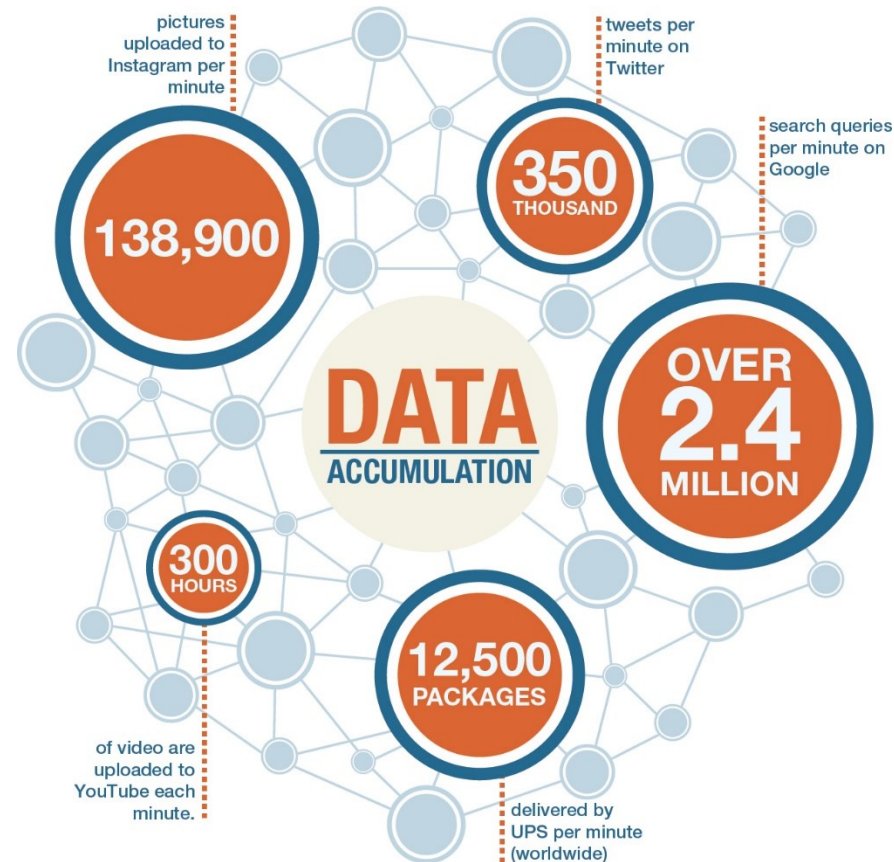 pictures
uploaded to
Instagram per
minute
138,900
tweets per
minute on
Twitter
350
THOUSAND
search queries
per minute on
Google
OVER
2.4
MILLION
DATA
ACCUMULATION
300
HOURS
of video are
uploaded to
YouTube each
minute.
12,500
PACKAGES
delivered by
UPS per minute
(worldwide)